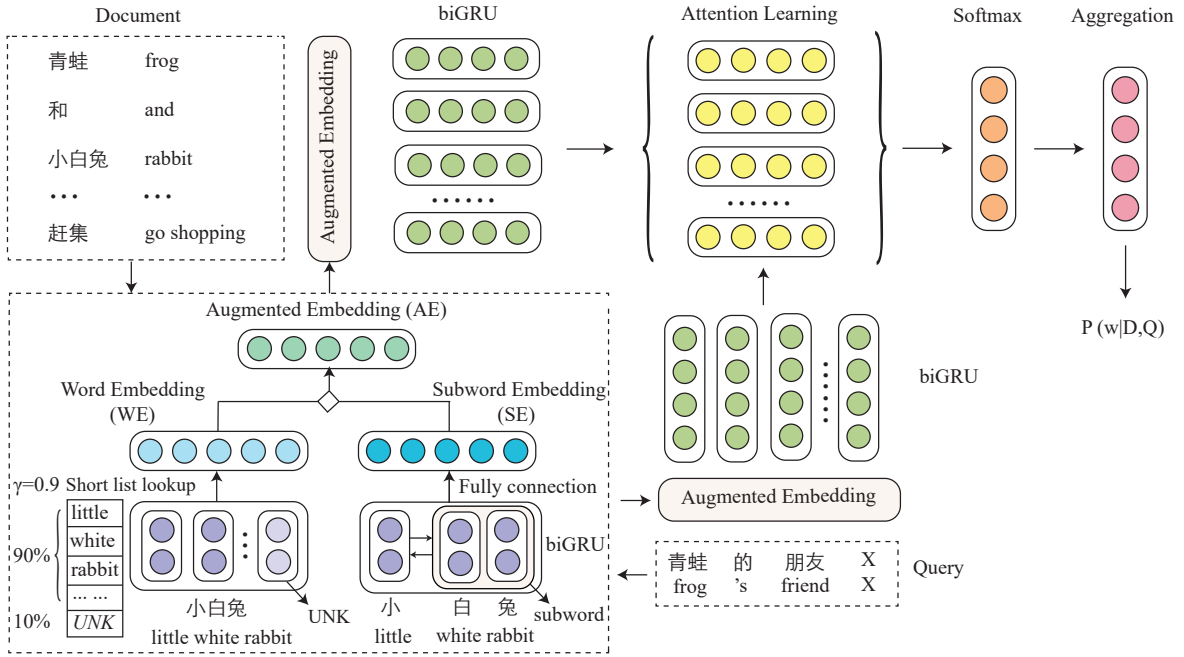 Document
biGRU
Attention Learning
Softmax
Aggregation
青蛙 frog
和 and
小白兔 rabbit
... ...
赶集 go shopping
Augmented Embedding
......
......
P (w|D,Q)
Augmented Embedding (AE)
Word Embedding
(WE)
Subword Embedding
(SE)
biGRU
γ=0.9 Short list lookup
Fully connection
Augmented Embedding
little
white
90%
rabbit
... ...
10%
UNK
UNK
小白兔
little white rabbit
biGRU
subword
小 白 兔
little white rabbit
青蛙 的 朋友 X
frog 's friend X
Query